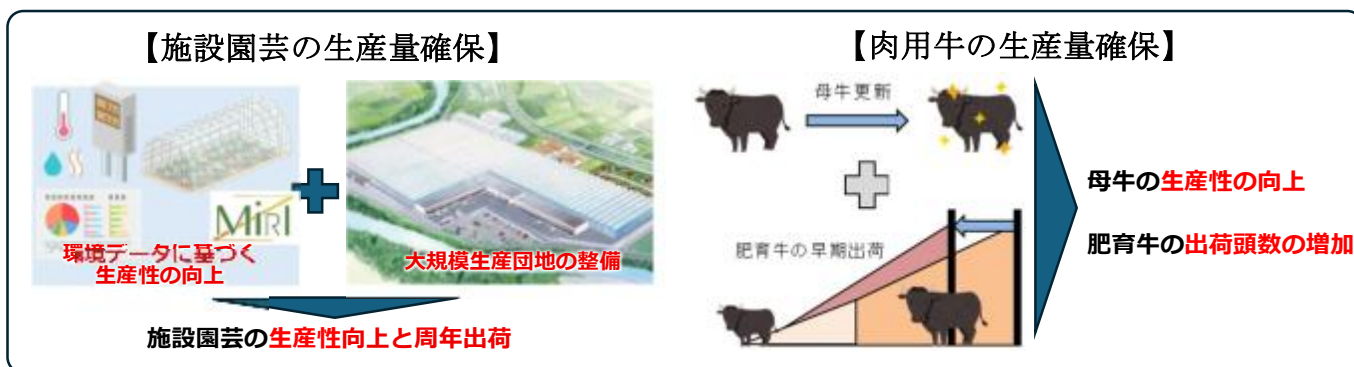 【施設園芸の生産量確保】
MiRI
環境データに基づく
生産性の向上
大規模生産団地の整備
施設園芸の生産性向上と周年出荷
【肉用牛の生産量確保】
母牛更新
肥育牛の早期出荷
母牛の生産性の向上
肥育牛の出荷頭数の増加